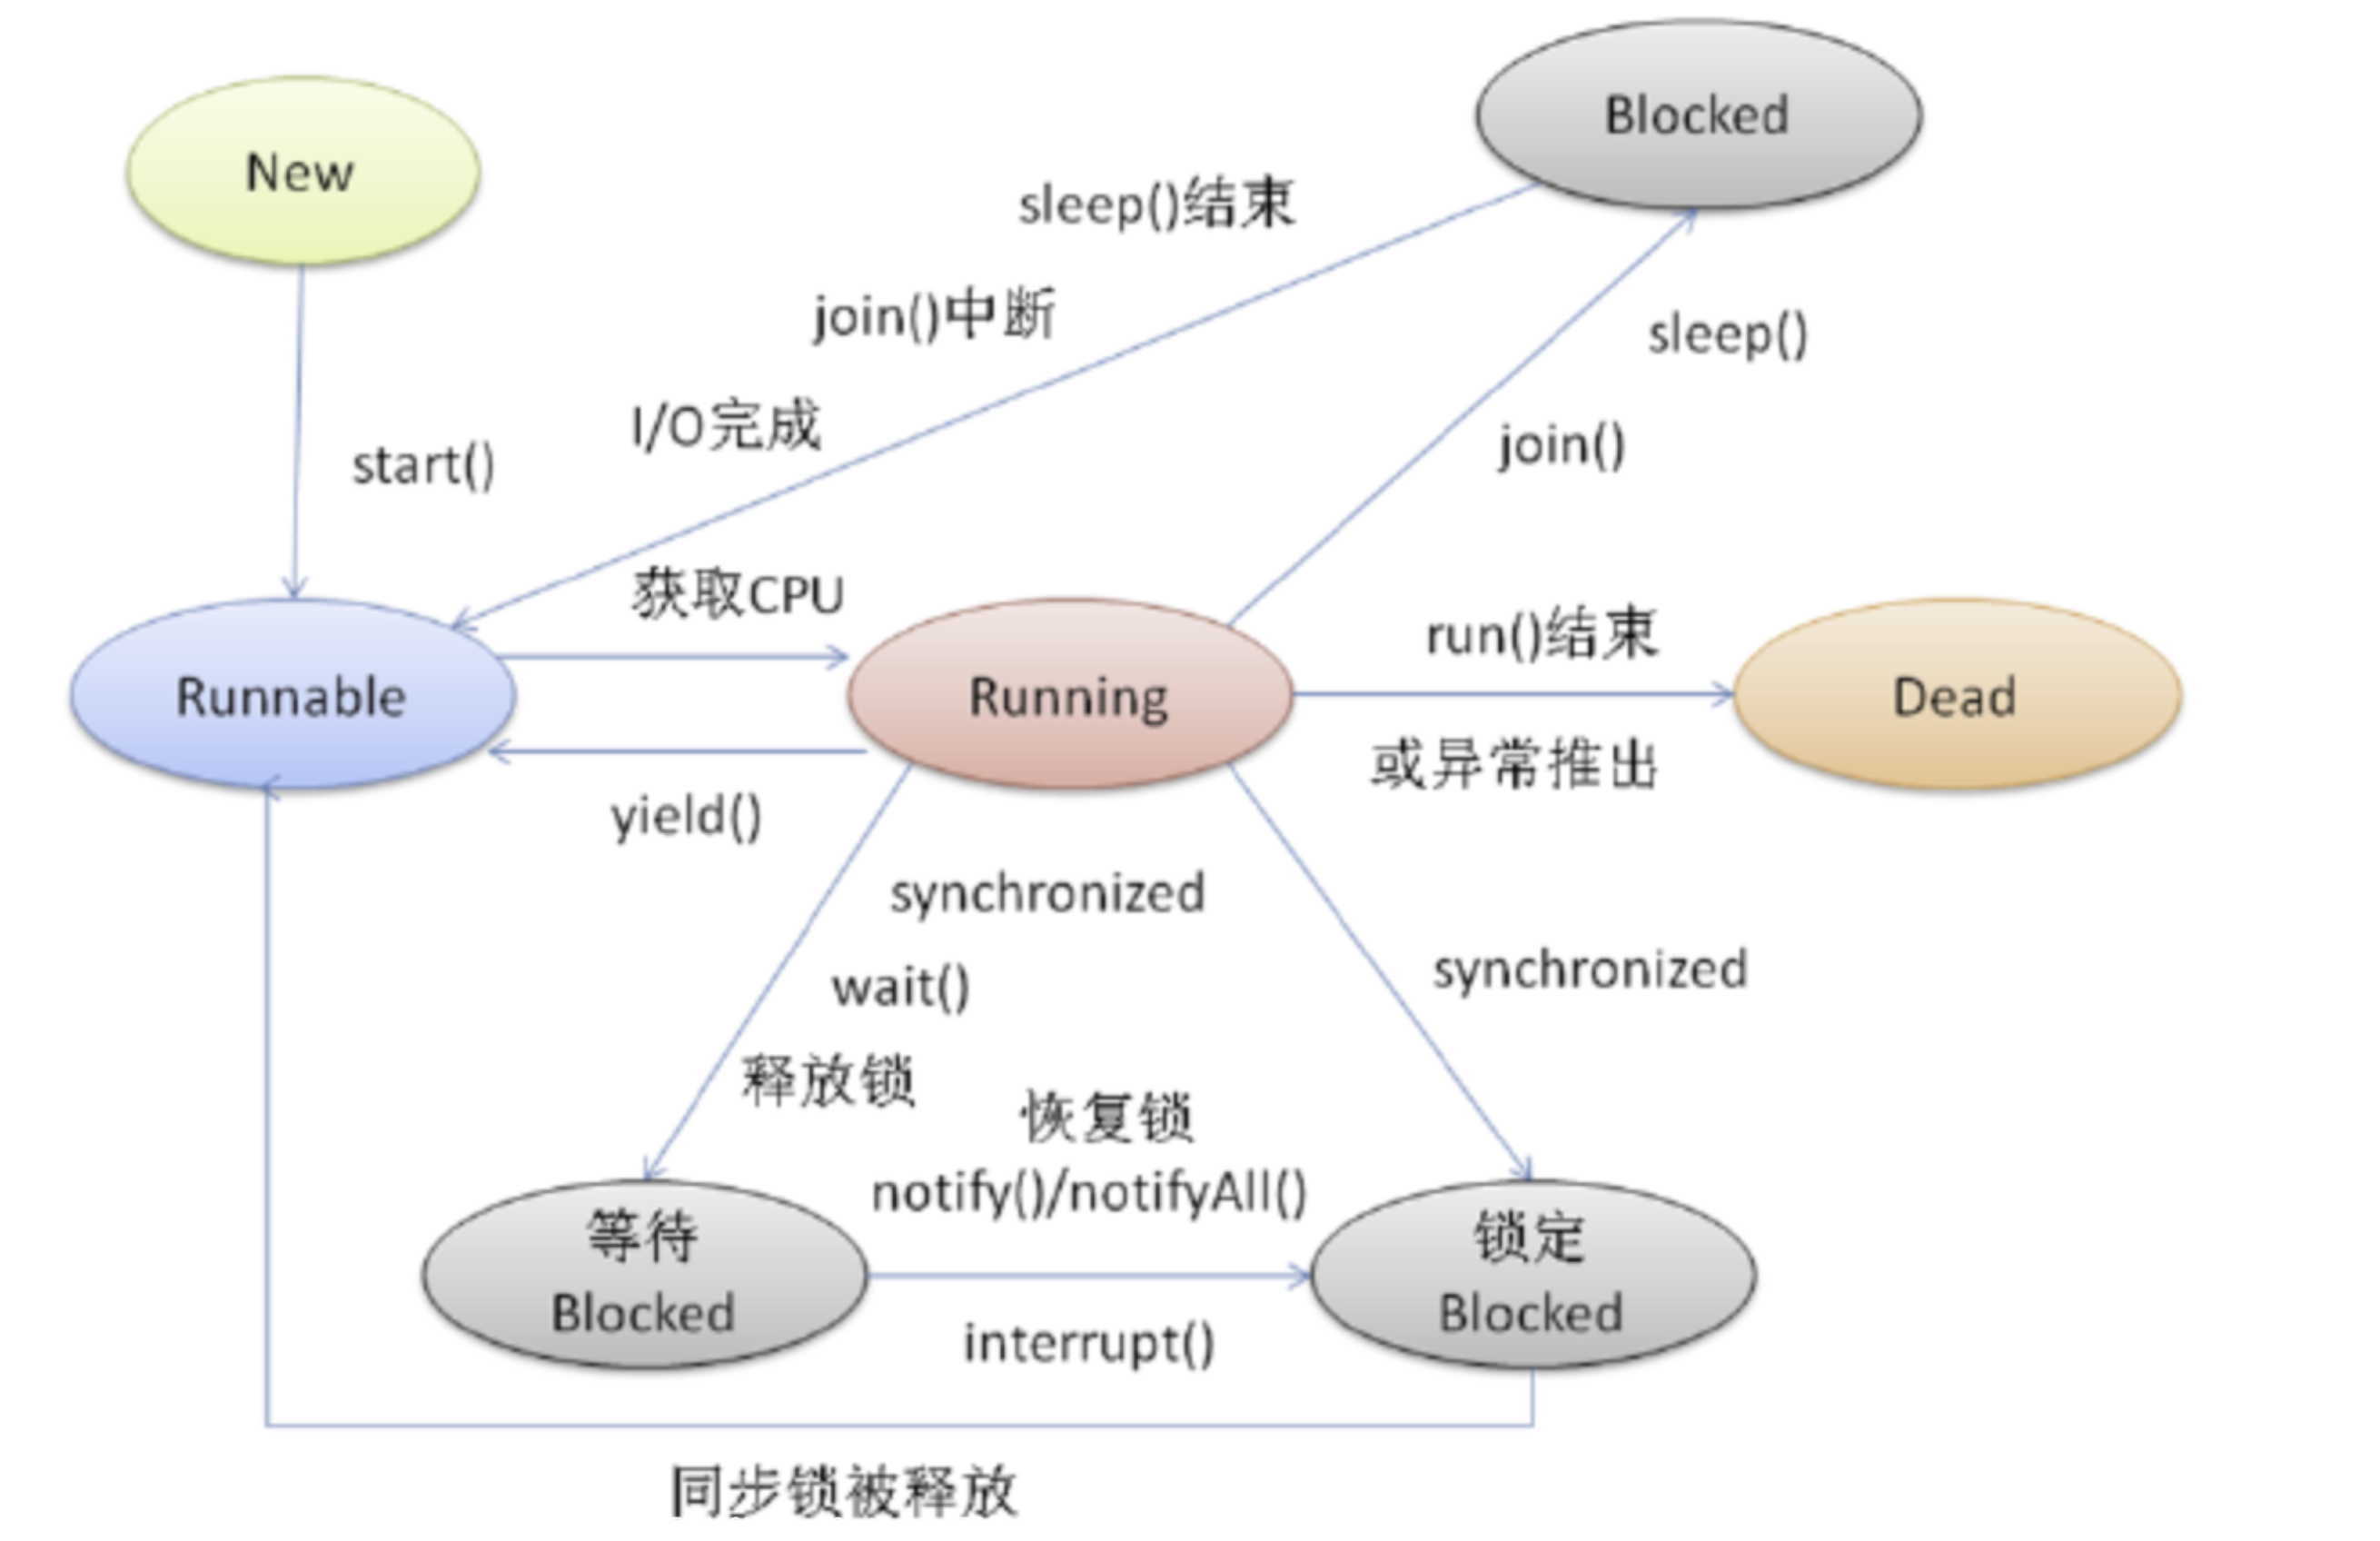 Blocked
New
sleep()结束
join()中断
sleep()
I/O完成
join()
start()
获取CPU
run()结束
Runnable
Running
Dead
或异常推出
yield()
synchronized
synchronized
wait()
释放锁
恢复锁
notify()/notifyAll()
等待
Blocked
锁定
Blocked
interrupt()
同步锁被释放